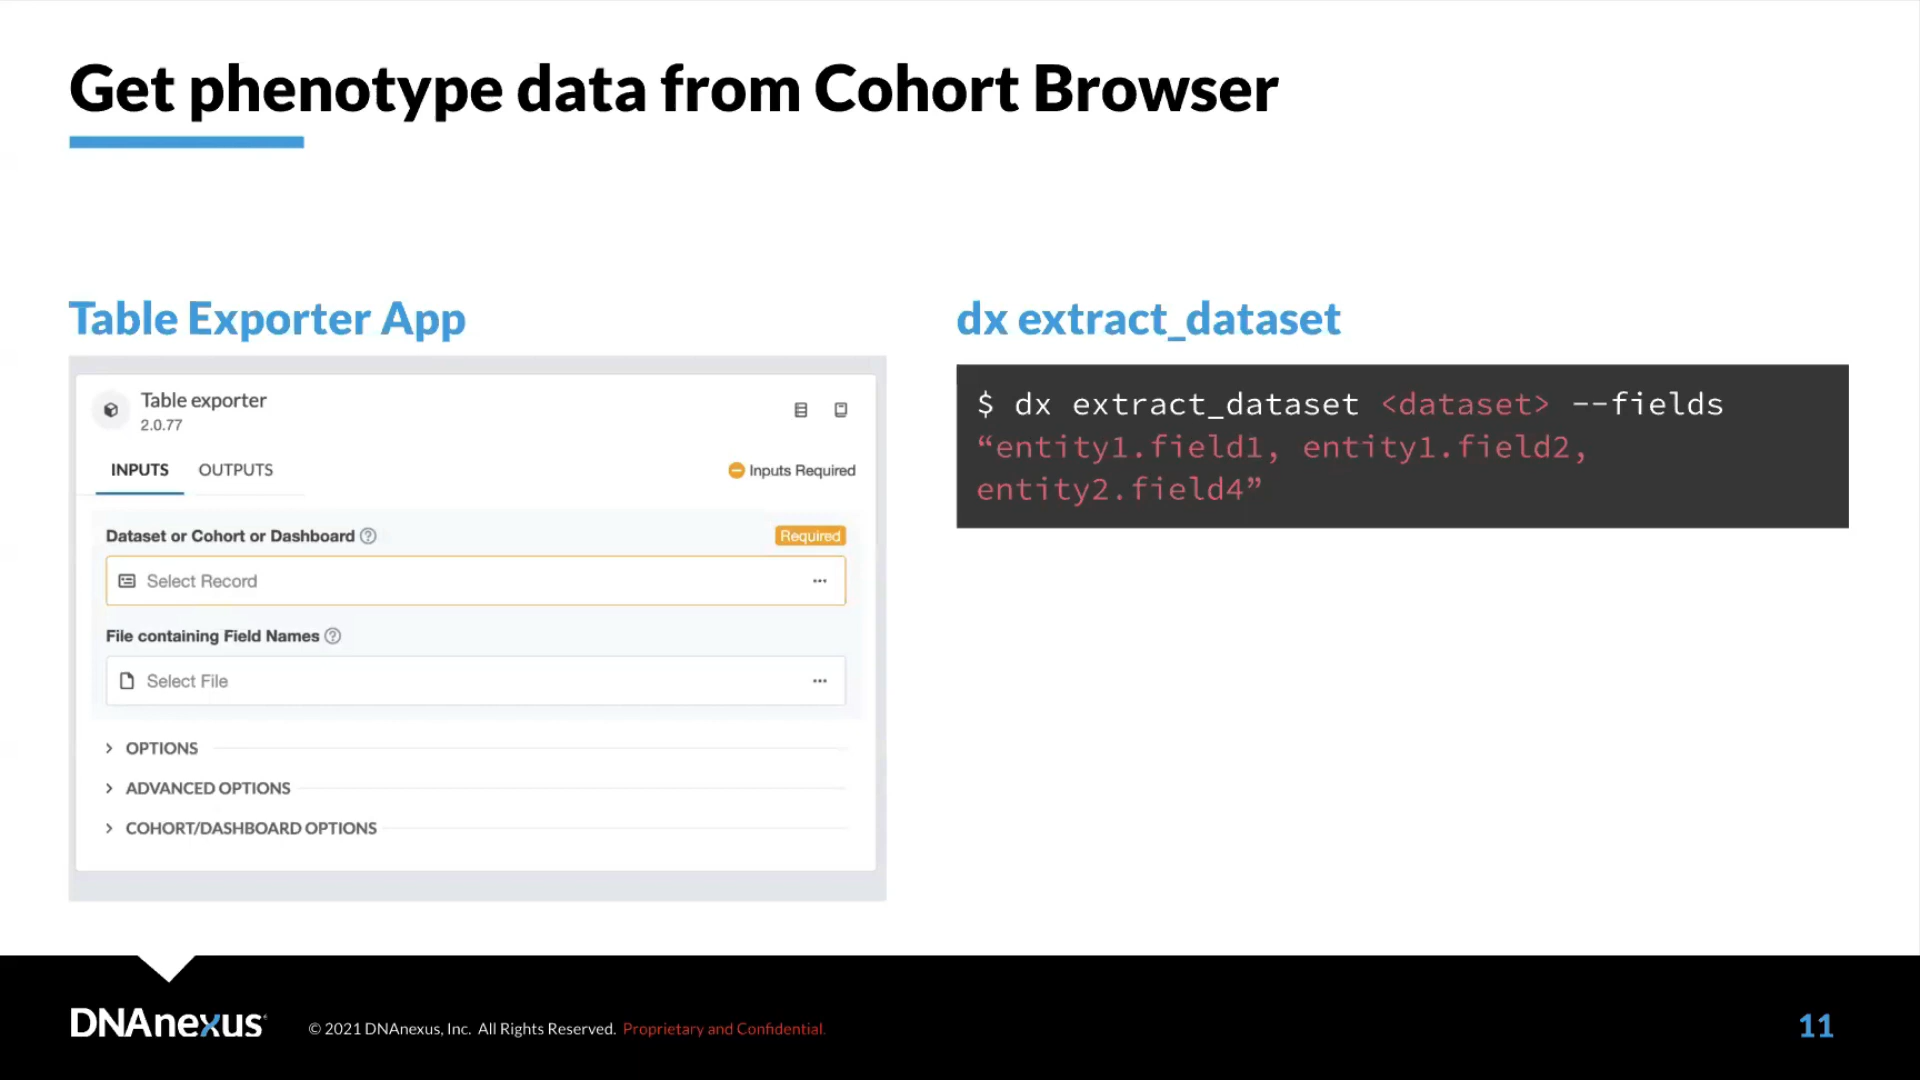 Get phenotype data from Cohort Browser
Table Exporter App
Table exporter
2.0.77
INPUTS OUTPUTS
Inputs Required
Dataset or Cohort or Dashboard
Required
Select Record
File containing Field Names
Select File
OPTIONS
ADVANCED OPTIONS
COHORT/DASHBOARD OPTIONS
dx extract_dataset
$ dx extract_dataset <dataset> --fields
“entity1.field1, entity1.field2,
entity2.field4”
DNAnexus
© 2021 DNAnexus, Inc. All Rights Reserved. Proprietary and Confidential.
11